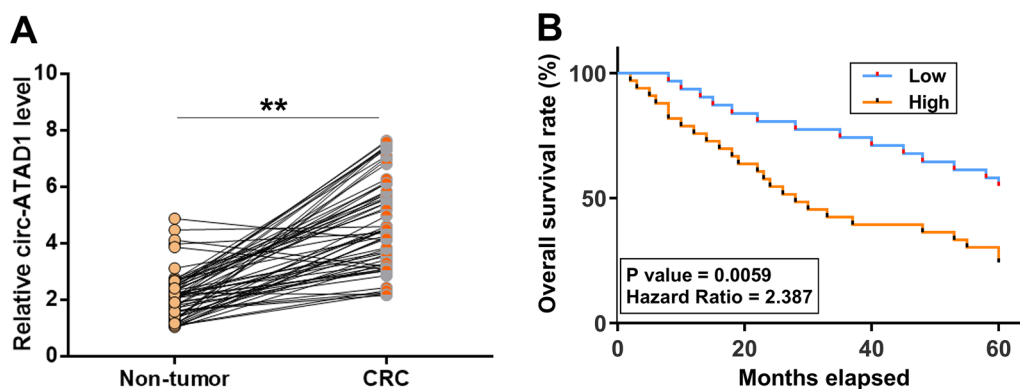 A
Relative circ-ATAD1 level
10
8
6
4
2
0
**
Non-tumor
CRC
B
Overall survival rate (%)
100
50
0
Low
High
P value = 0.0059
Hazard Ratio = 2.387
0
20
40
60
Months elapsed